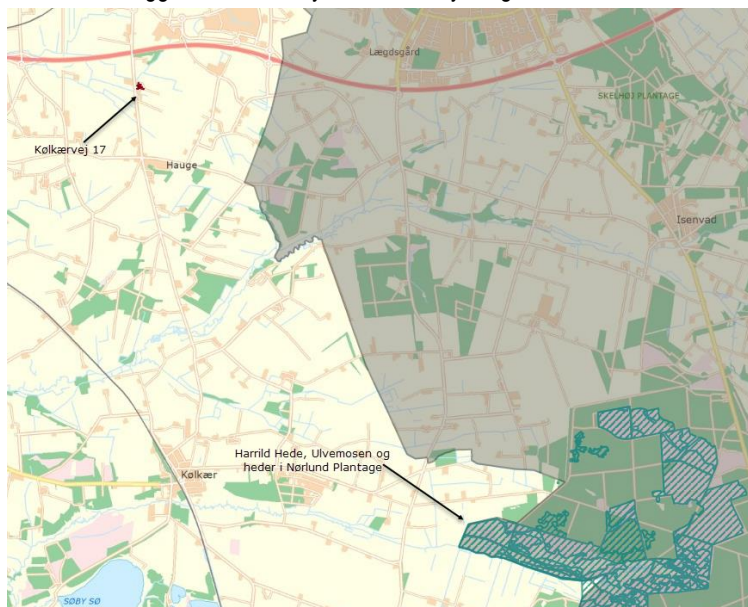 Lægdsgård
SKELHØJ PLANTAGE
Kølkærvej 17
Hauge
Isenvad
Harrild Hede, Ulvemosen og
heder i Nørlund Plantage
Kølkær
SØBY SØ